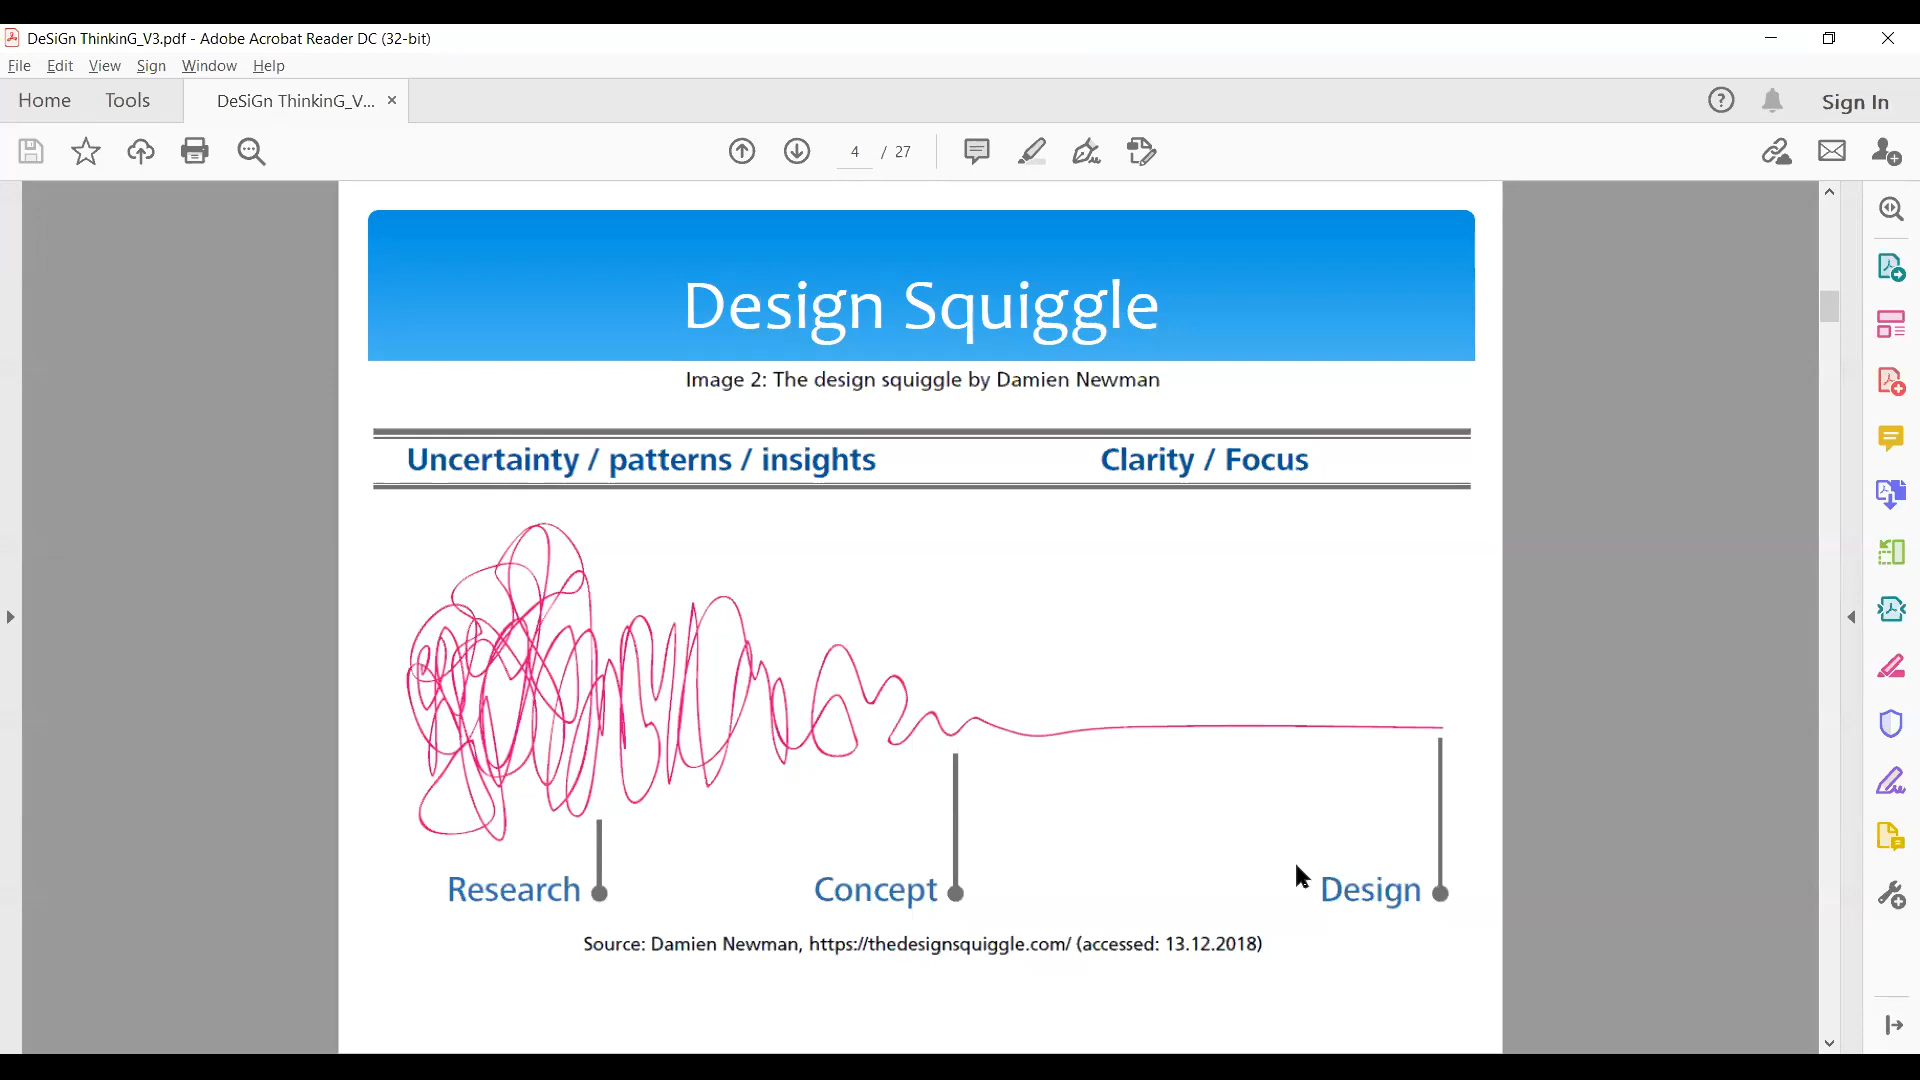 DeSiGn ThinkinG_V3.pdf - Adobe Acrobat Reader DC (32-bit)
File Edit View Sign Window Help
Home Tools DeSiGn ThinkinG_V... × Sign In
4 / 27
Design Squiggle
Image 2: The design squiggle by Damien Newman
Uncertainty / patterns / insights Clarity / Focus
Research Concept Design
Source: Damien Newman, https://thedesignsquiggle.com/ (accessed: 13.12.2018)